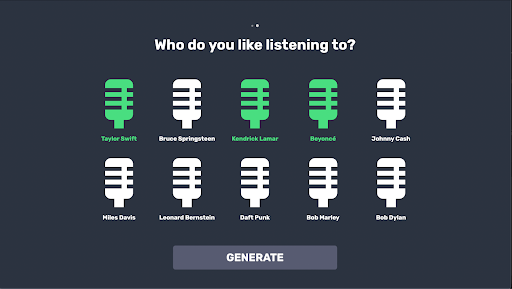 Who do you like listening to?
Taylor Swift Bruce Springsteen Kendrick Lamar Beyoncé Johnny Cash
Miles Davis Leonard Bernstein Daft Punk Bob Marley Bob Dylan
GENERATE